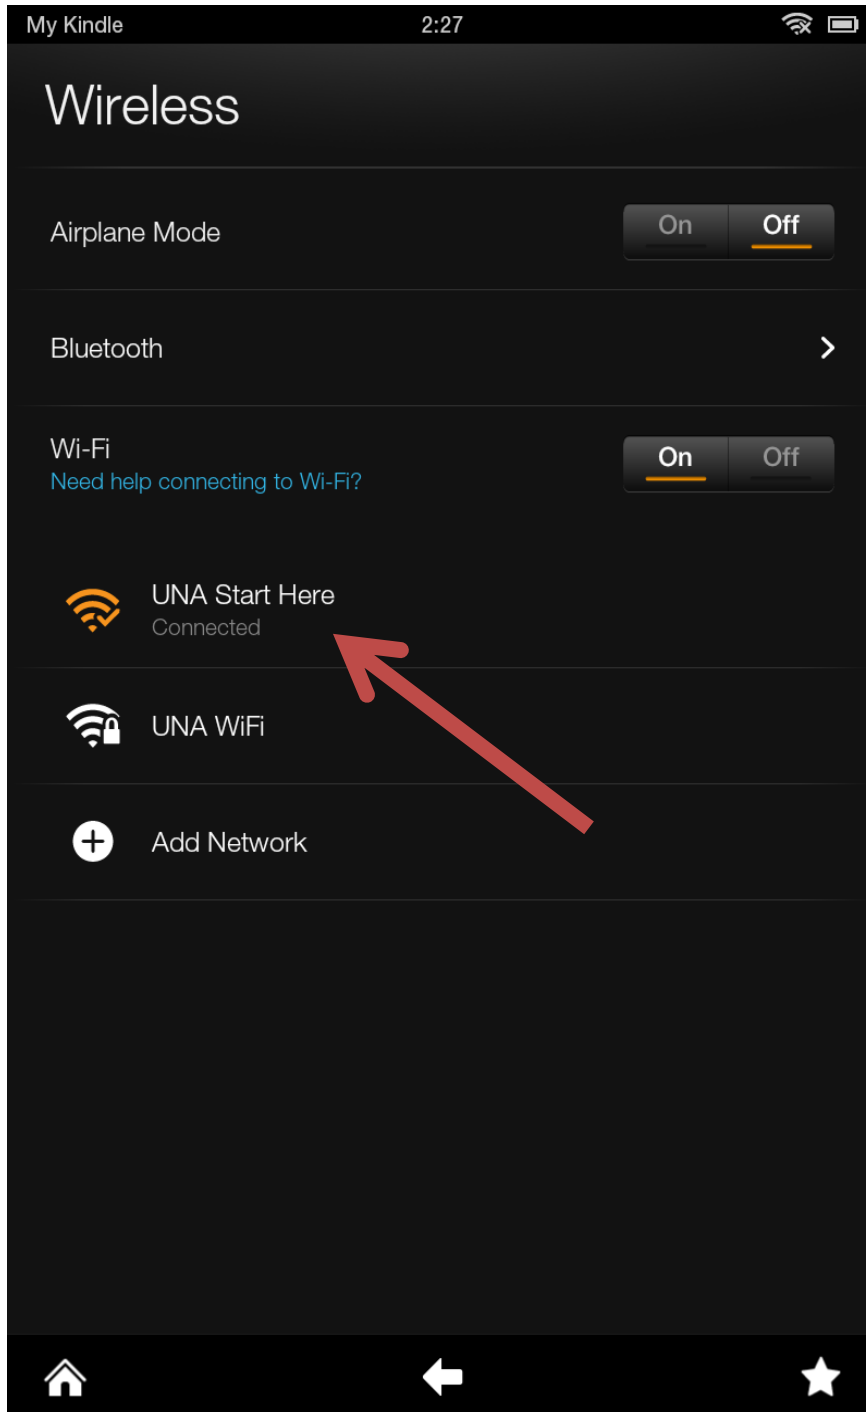 My Kindle 2:27
Wireless
Airplane Mode On Off
Bluetooth
Wi-Fi On Off
Need help connecting to Wi-Fi?
UNA Start Here
Connected
UNA WiFi
Add Network